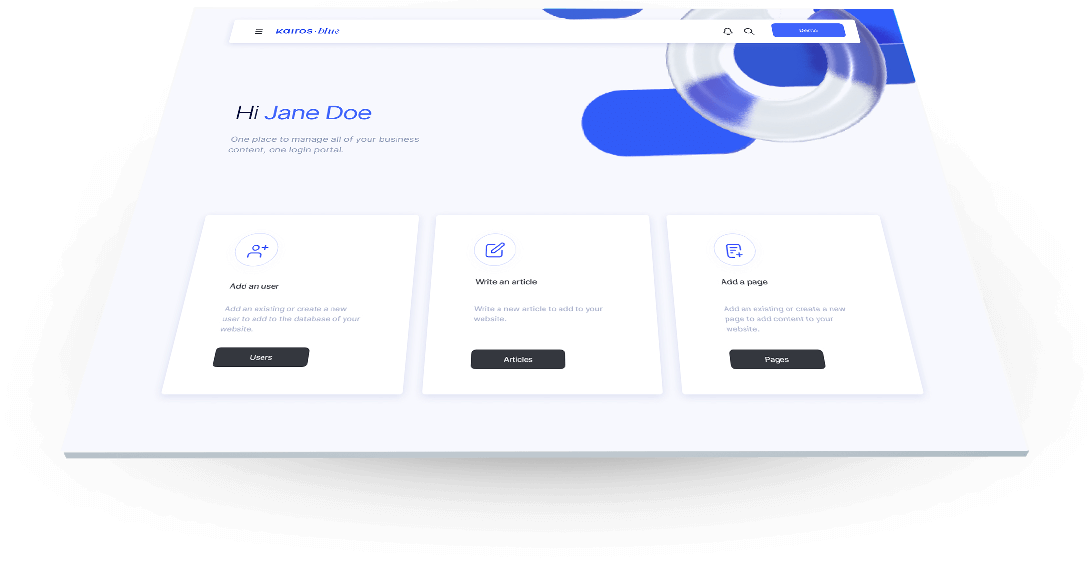 Kairos·blue
Demo
Hi Jane Doe
One place to manage all of your business
content, one login portal.
Add an user
Add an existing or create a new
user to add to the database of your
website.
Users
Write an article
Write a new article to add to your
website.
Articles
Add a page
Add an existing or create a new
page to add content to your
website.
Pages